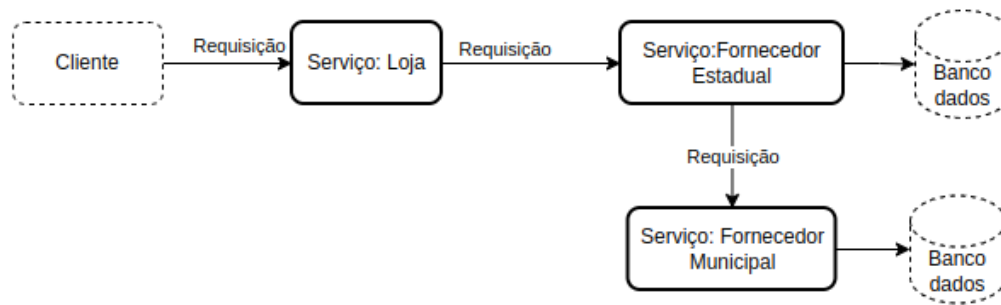 Cliente
Requisição
Serviço: Loja
Requisição
Serviço:Fornecedor
Estadual
Banco
dados
Requisição
Serviço: Fornecedor
Municipal
Banco
dados